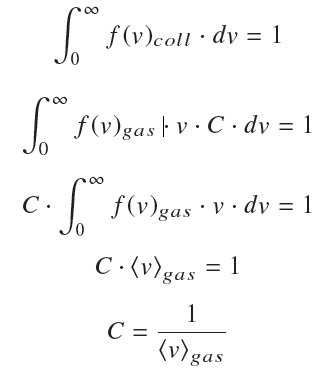 ∫₀^∞ f(v)_coll · dv = 1
∫₀^∞ f(v)_gas |· v · C · dv = 1
C · ∫₀^∞ f(v)_gas · v · dv = 1
C · ⟨v⟩_gas = 1
C = 1/⟨v⟩_gas